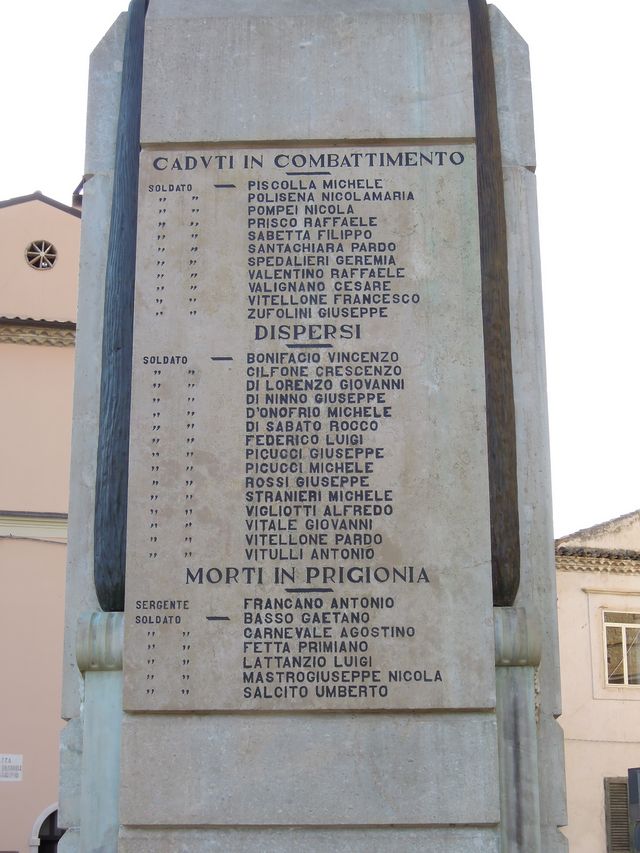 CADVTI IN COMBATTIMENTO
SOLDATO — PISCOLLA MICHELE
" " POLISENA NICOLAMARIA
" " POMPEI NICOLA
" " PRISCO RAFFAELE
" " SABETTA FILIPPO
" " SANTACHIARA PARDO
" " SPEDALIERI GEREMIA
" " VALENTINO RAFFAELE
" " VALIGNANO CESARE
" " VITELLONE FRANCESCO
" " ZUFOLINI GIUSEPPE
DISPERSI
SOLDATO — BONIFACIO VINCENZO
" " CILFONE CRESCENZO
" " DI LORENZO GIOVANNI
" " DI NINNO GIUSEPPE
" " D'ONOFRIO MICHELE
" " DI SABATO ROCCO
" " FEDERICO LUIGI
" " PICUCCI GIUSEPPE
" " PICUCCI MICHELE
" " ROSSI GIUSEPPE
" " STRANIERI MICHELE
" " VIGLIOTTI ALFREDO
" " VITALE GIOVANNI
" " VITELLONE PARDO
" " VITULLI ANTONIO
MORTI IN PRIGIONIA
SERGENTE FRANCANO ANTONIO
SOLDATO — BASSO GAETANO
" " CARNEVALE AGOSTINO
" " FETTA PRIMIANO
" " LATTANZIO LUIGI
" " MASTROGIUSEPPE NICOLA
" " SALCITO UMBERTO